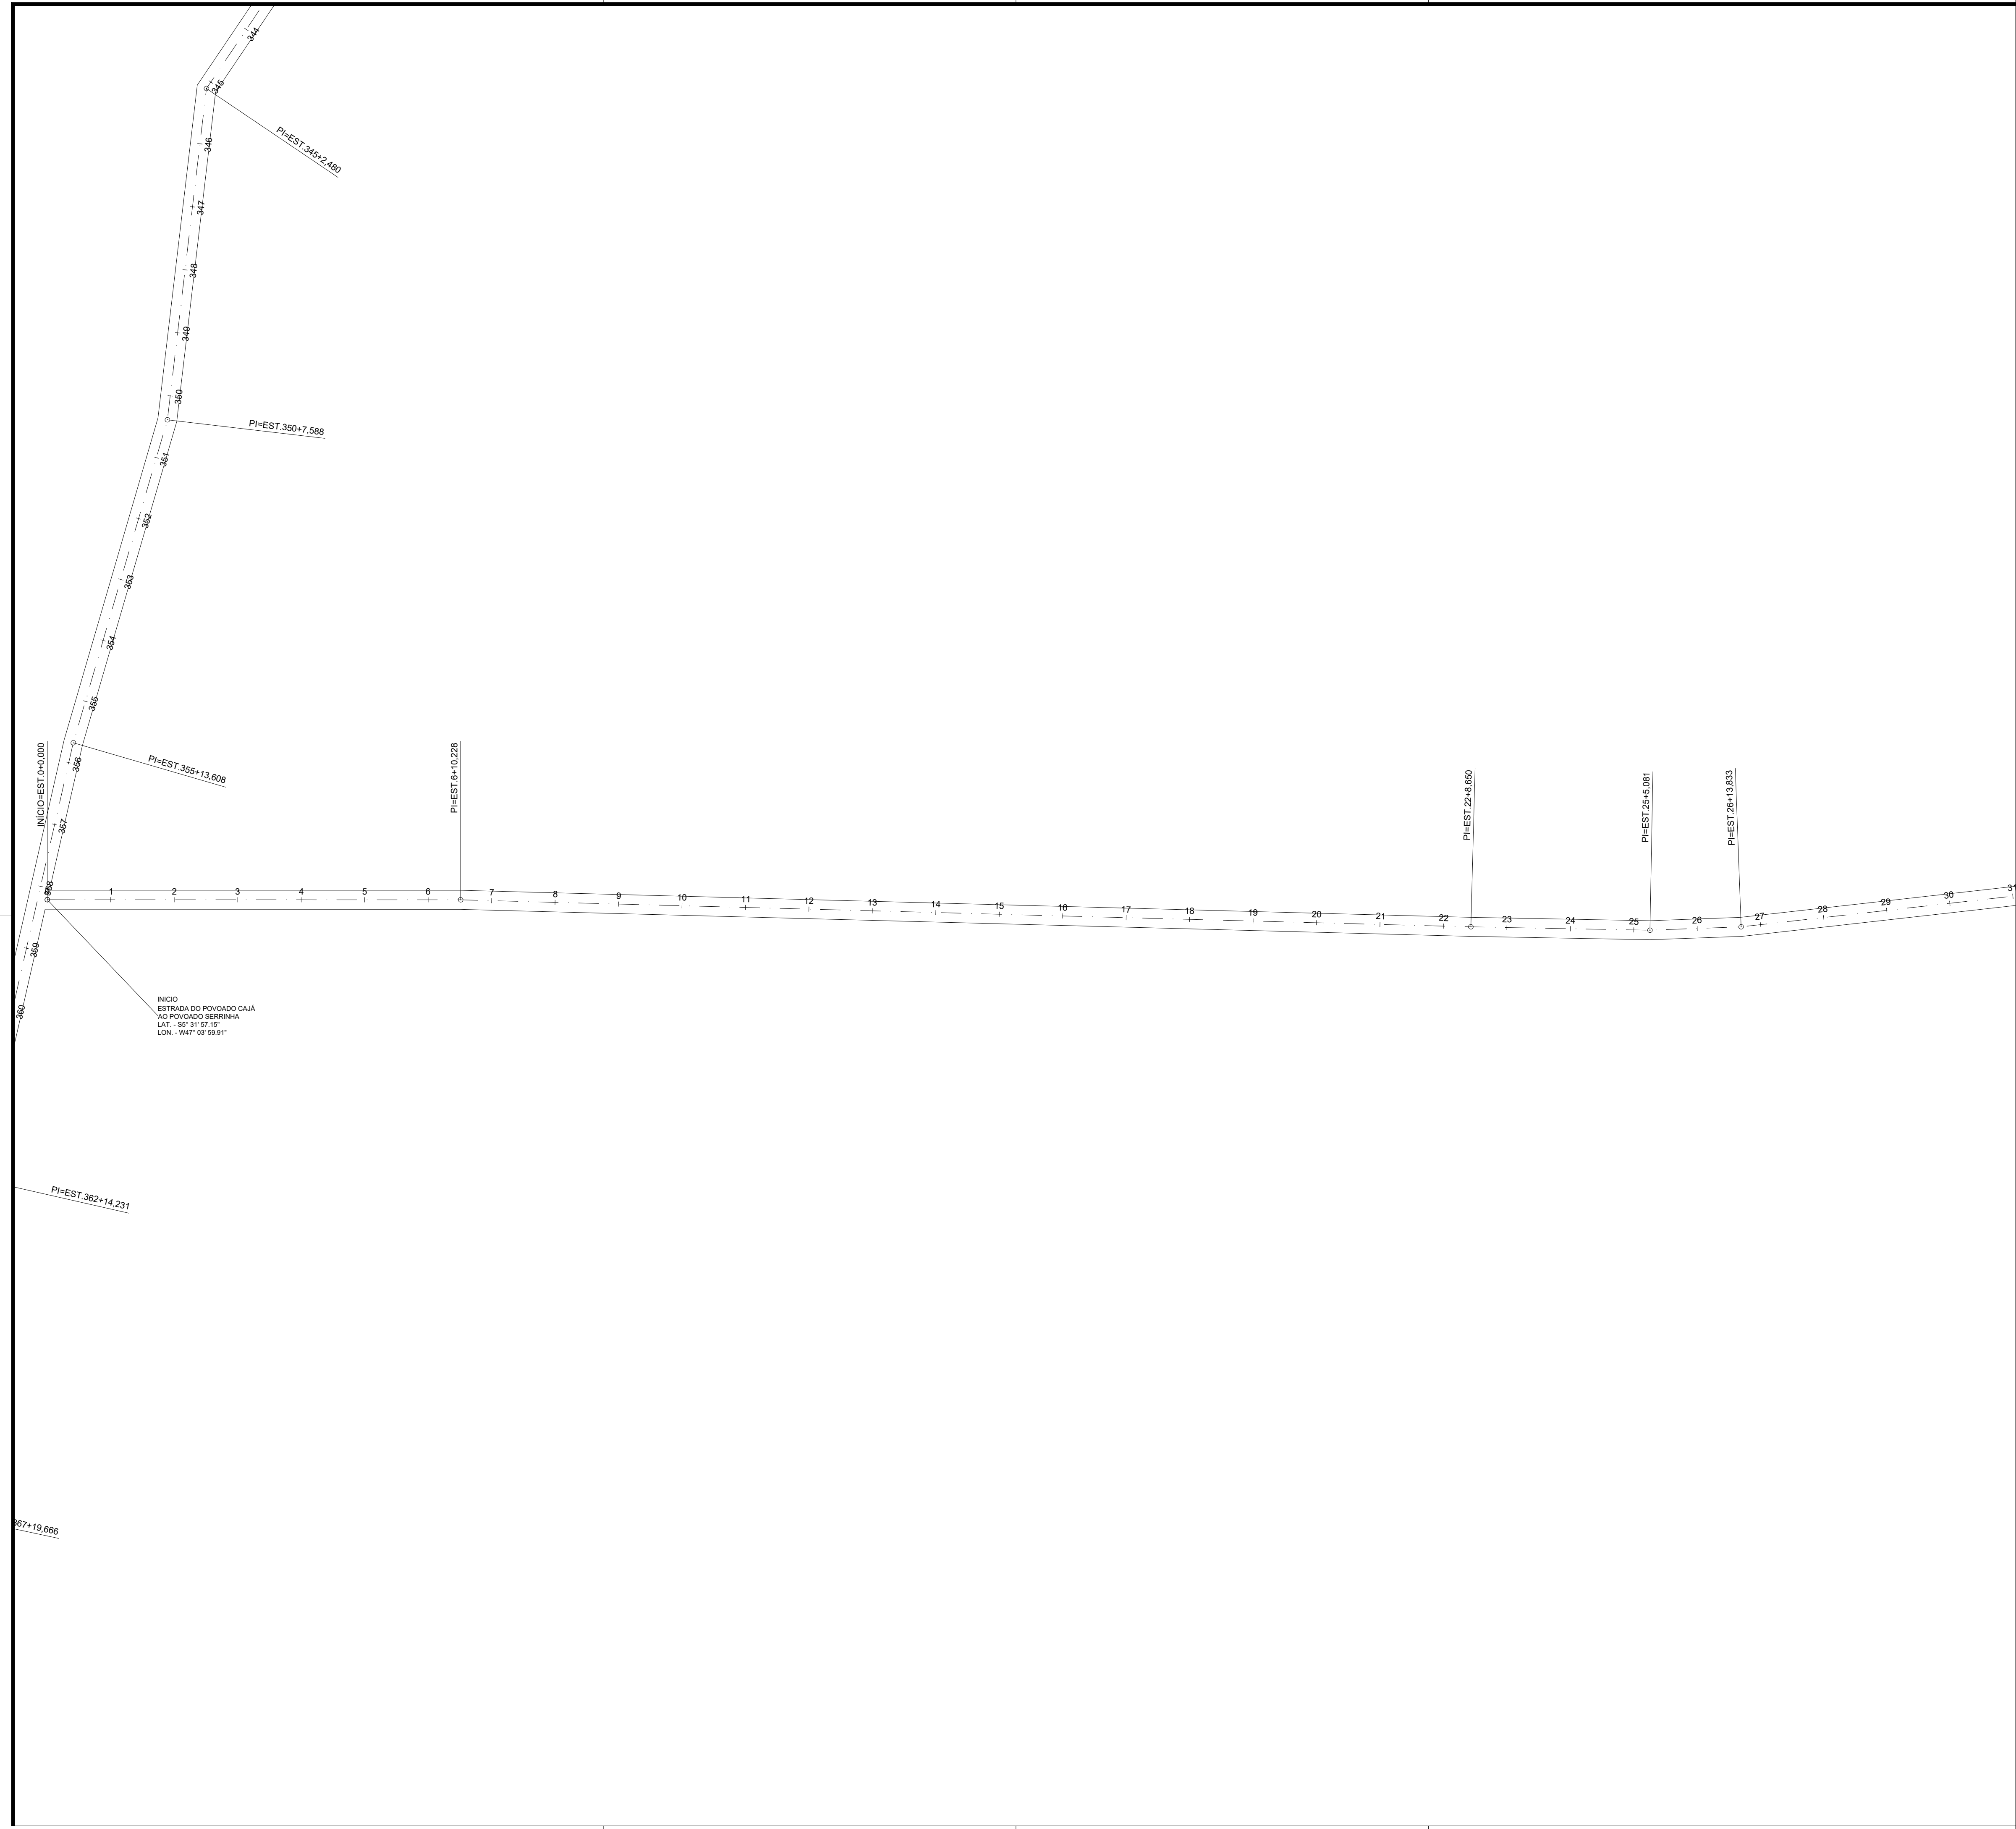 344
345
PI=EST.345+2,480
346
347
348
349
350
PI=EST.350+7,588
351
352
353
354
355
PI=EST.355+13,608
356
357
358
359
360
INÍCIO=EST.0+0,000
PI=EST.6+10,228
PI=EST.22+8,650
PI=EST.25+5,081
PI=EST.26+13,833
1 2 3 4 5 6 7 8 9 10 11 12 13 14 15 16 17 18 19 20 21 22 23 24 25 26 27 28 29 30 31
INICIO
ESTRADA DO POVOADO CAJÁ
AO POVOADO SERRINHA
LAT. - S5° 31' 57.15"
LON. - W47° 03' 59.91"
PI=EST.362+14,231
367+19,666